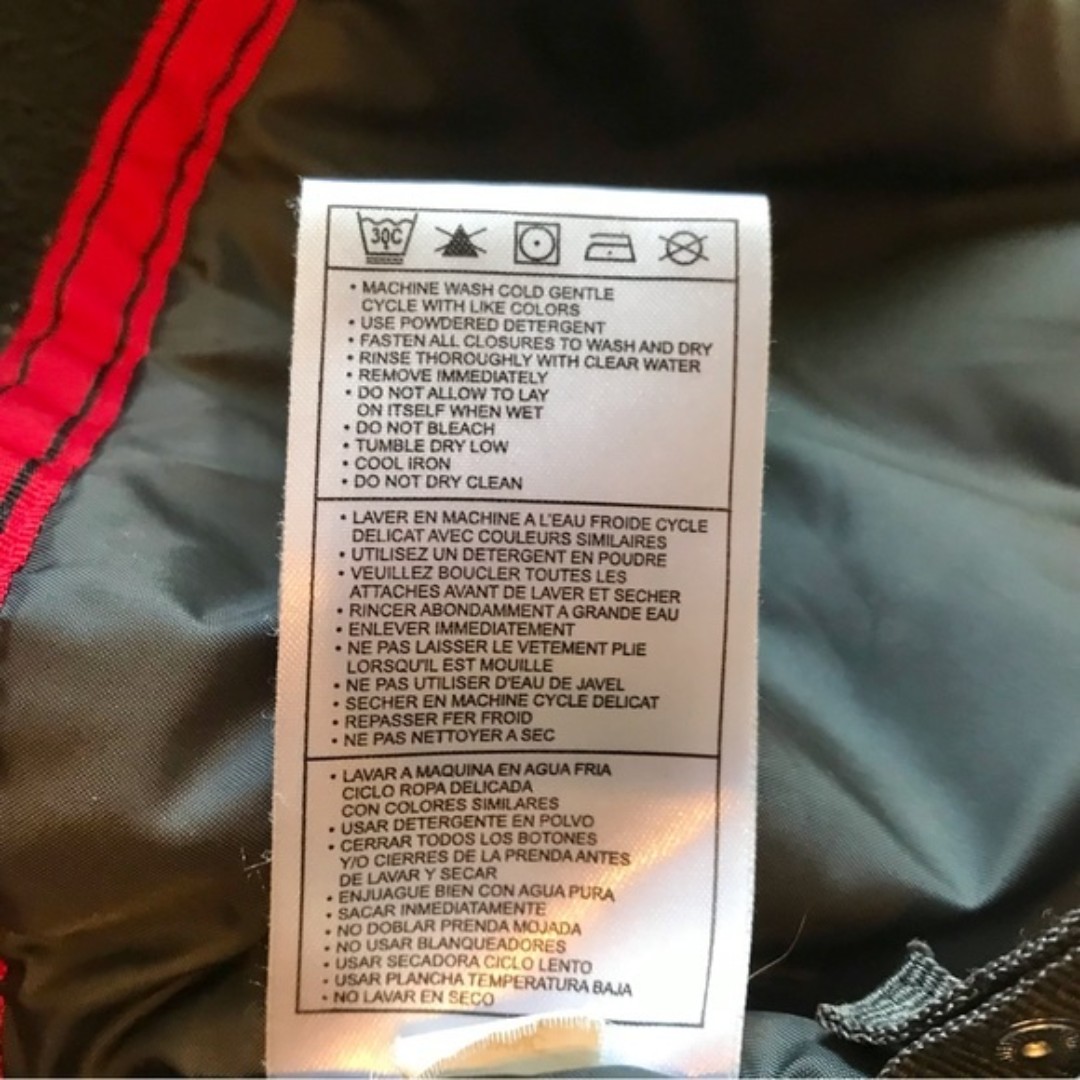 30C
• MACHINE WASH COLD GENTLE
CYCLE WITH LIKE COLORS
• USE POWDERED DETERGENT
• FASTEN ALL CLOSURES TO WASH AND DRY
• RINSE THOROUGHLY WITH CLEAR WATER
• REMOVE IMMEDIATELY
• DO NOT ALLOW TO LAY
ON ITSELF WHEN WET
• DO NOT BLEACH
• TUMBLE DRY LOW
• COOL IRON
• DO NOT DRY CLEAN
• LAVER EN MACHINE A L'EAU FROIDE CYCLE
DELICAT AVEC COULEURS SIMILAIRES
• UTILISEZ UN DETERGENT EN POUDRE
• VEUILLEZ BOUCLER TOUTES LES
ATTACHES AVANT DE LAVER ET SECHER
• RINCER ABONDAMMENT A GRANDE EAU
• ENLEVER IMMEDIATEMENT
• NE PAS LAISSER LE VETEMENT PLIE
LORSQU'IL EST MOUILLE
• NE PAS UTILISER D'EAU DE JAVEL
• SECHER EN MACHINE CYCLE DELICAT
• REPASSER FER FROID
• NE PAS NETTOYER A SEC
• LAVAR A MAQUINA EN AGUA FRIA
CICLO ROPA DELICADA
CON COLORES SIMILARES
• USAR DETERGENTE EN POLVO
• CERRAR TODOS LOS BOTONES
Y/O CIERRES DE LA PRENDA ANTES
DE LAVAR Y SECAR
• ENJUAGUE BIEN CON AGUA PURA
• SACAR INMEDIATAMENTE
• NO DOBLAR PRENDA MOJADA
• NO USAR BLANQUEADORES
• USAR SECADORA CICLO LENTO
• USAR PLANCHA TEMPERATURA BAJA
• NO LAVAR EN SECO